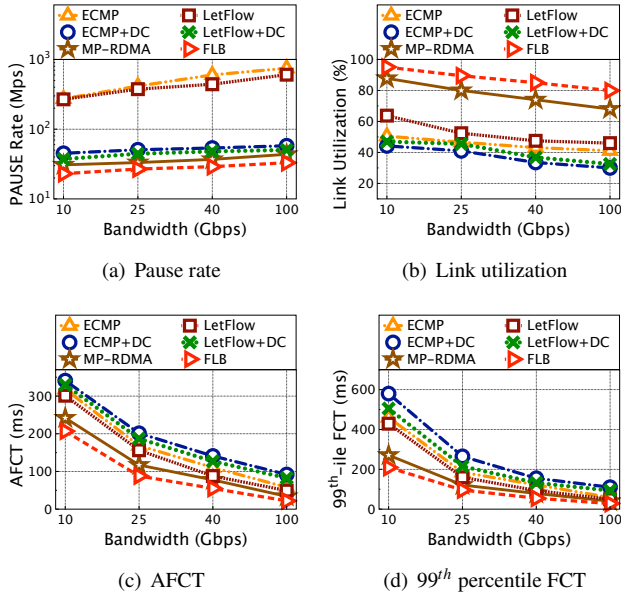 ECMP LetFlow
ECMP+DC LetFlow+DC
MP-RDMA FLB
PAUSE Rate (Mps)
10³
10²
10¹
10 25 40 100
Bandwidth (Gbps)
(a) Pause rate
ECMP LetFlow
ECMP+DC LetFlow+DC
MP-RDMA FLB
Link Utilization (%)
100
80
60
40
20
10 25 40 100
Bandwidth (Gbps)
(b) Link utilization
ECMP LetFlow
ECMP+DC LetFlow+DC
MP-RDMA FLB
AFCT (ms)
300
200
100
0
10 25 40 100
Bandwidth (Gbps)
(c) AFCT
ECMP LetFlow
ECMP+DC LetFlow+DC
MP-RDMA FLB
99th-ile FCT (ms)
600
400
200
0
10 25 40 100
Bandwidth (Gbps)
(d) 99th percentile FCT